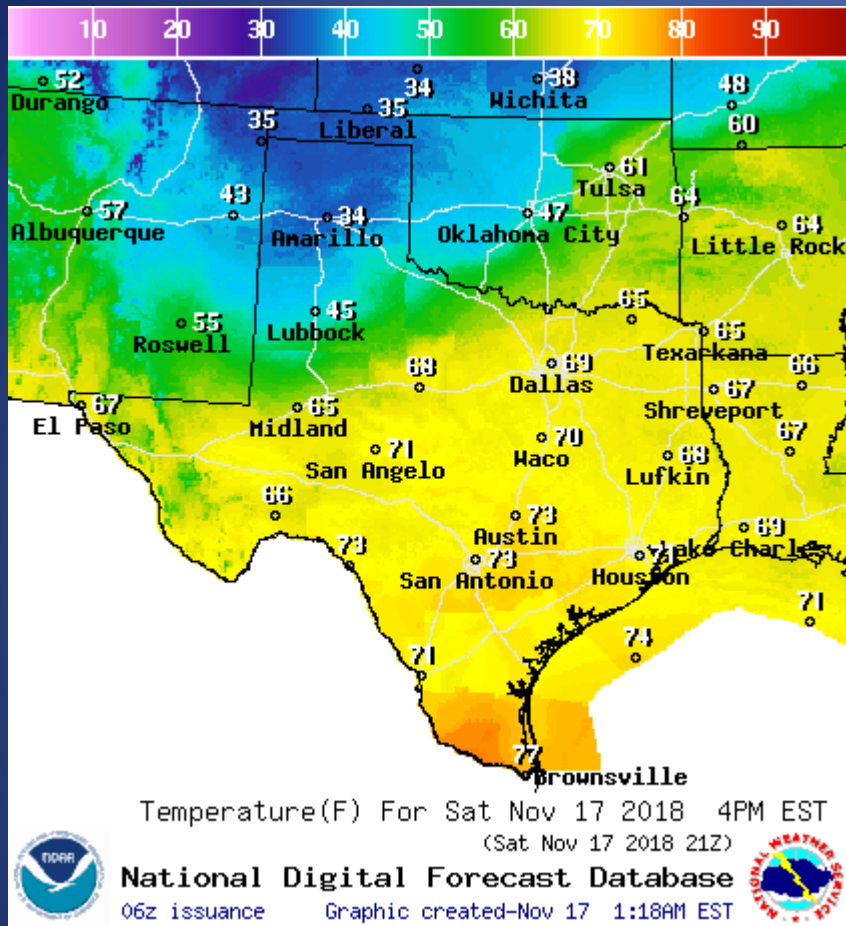 10 20 30 40 50 60 70 80 90
52
Durango
34
38
Wichita
48
35
Liberal
35
60
61
Tulsa
57
Albuquerque
43
34
Amarillo
47
Oklahoma City
64
64
Little Rock
55
Roswell
45
Lubbock
65
65
Texarkana
69
Dallas
68
66
67
Shreveport
67
El Paso
65
Midland
71
San Angelo
70
Waco
68
Lufkin
67
66
73
Austin
69
Lake Charles
73
73
San Antonio
71
Houston
71
74
71
77
Brownsville
Temperature(F) For Sat Nov 17 2018 4PM EST
(Sat Nov 17 2018 21Z)
NOAA
National Digital Forecast Database
06z issuance Graphic created-Nov 17 1:18AM EST
NATIONAL WEATHER SERVICE